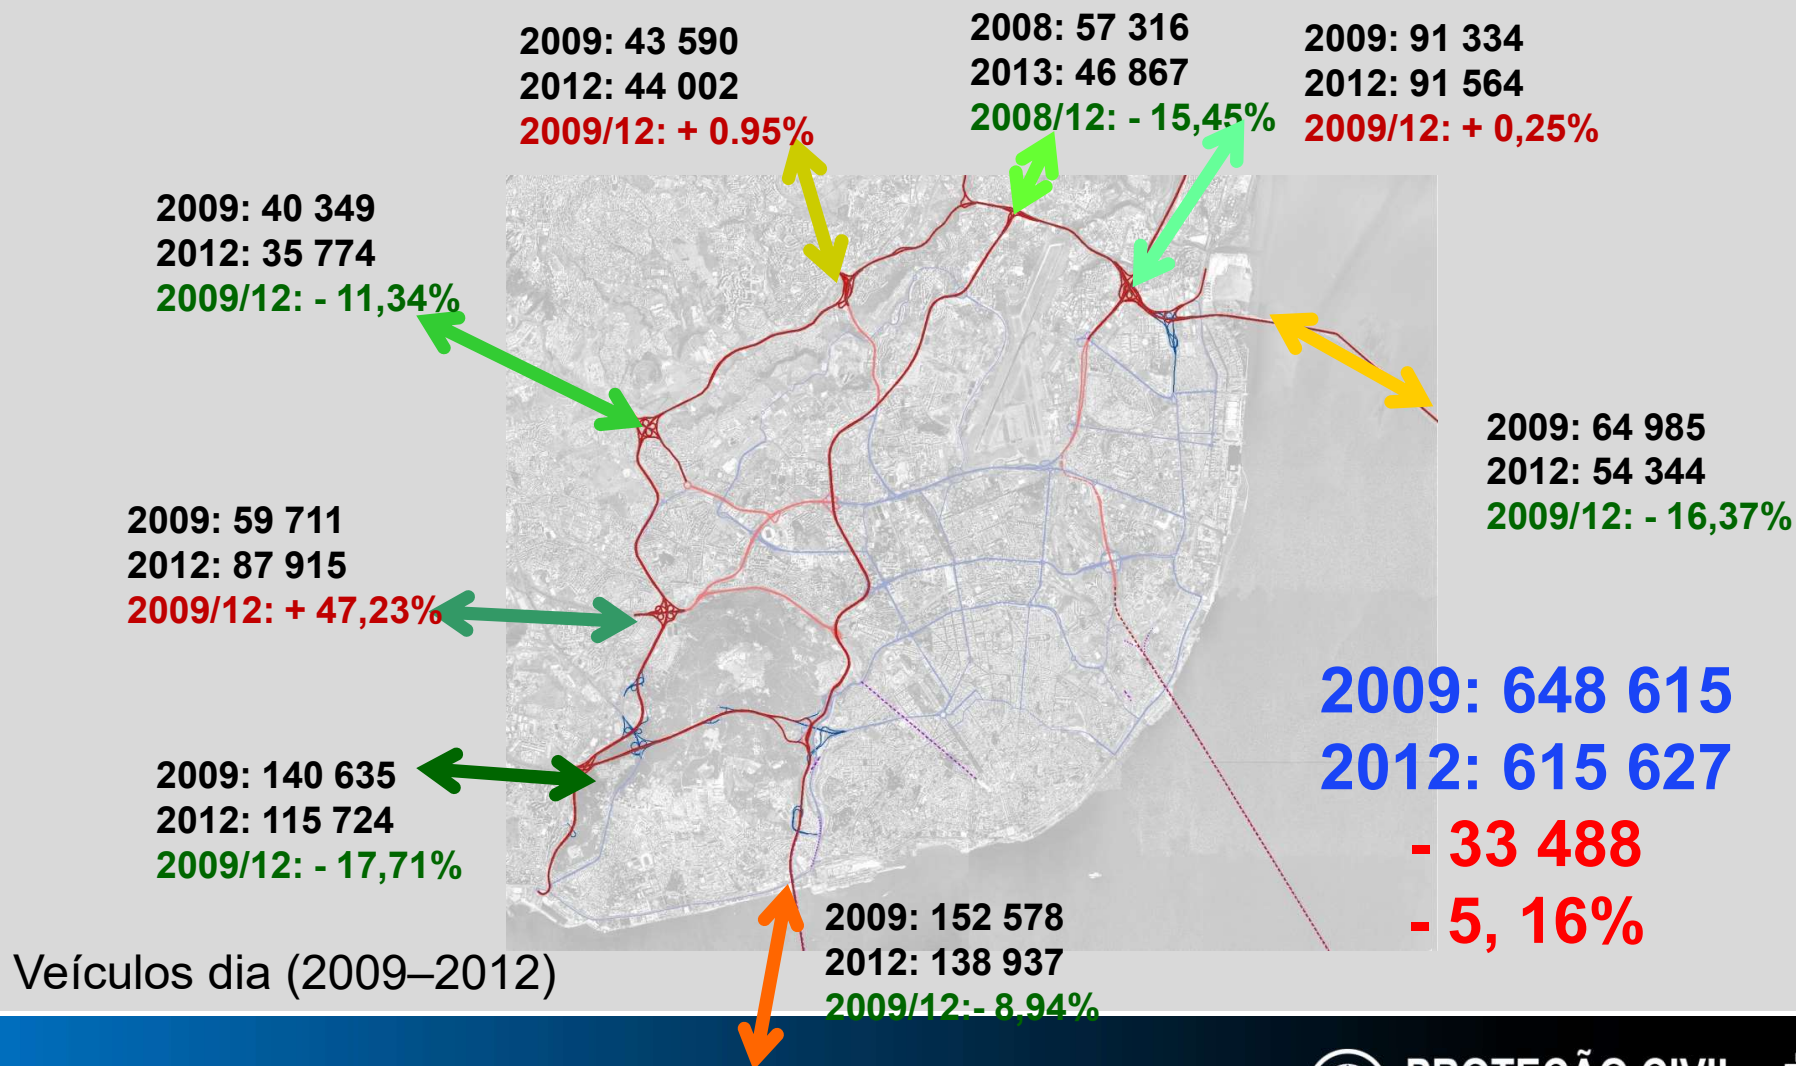 2009: 43 590
2012: 44 002
2009/12: + 0.95%
2008: 57 316
2013: 46 867
2008/12: - 15,45%
2009: 91 334
2012: 91 564
2009/12: + 0,25%
2009: 40 349
2012: 35 774
2009/12: - 11,34%
2009: 64 985
2012: 54 344
2009/12: - 16,37%
2009: 59 711
2012: 87 915
2009/12: + 47,23%
2009: 648 615
2012: 615 627
- 33 488
- 5, 16%
2009: 140 635
2012: 115 724
2009/12: - 17,71%
2009: 152 578
2012: 138 937
2009/12:- 8,94%
Veículos dia (2009–2012)
PROTEÇÃO CIVIL